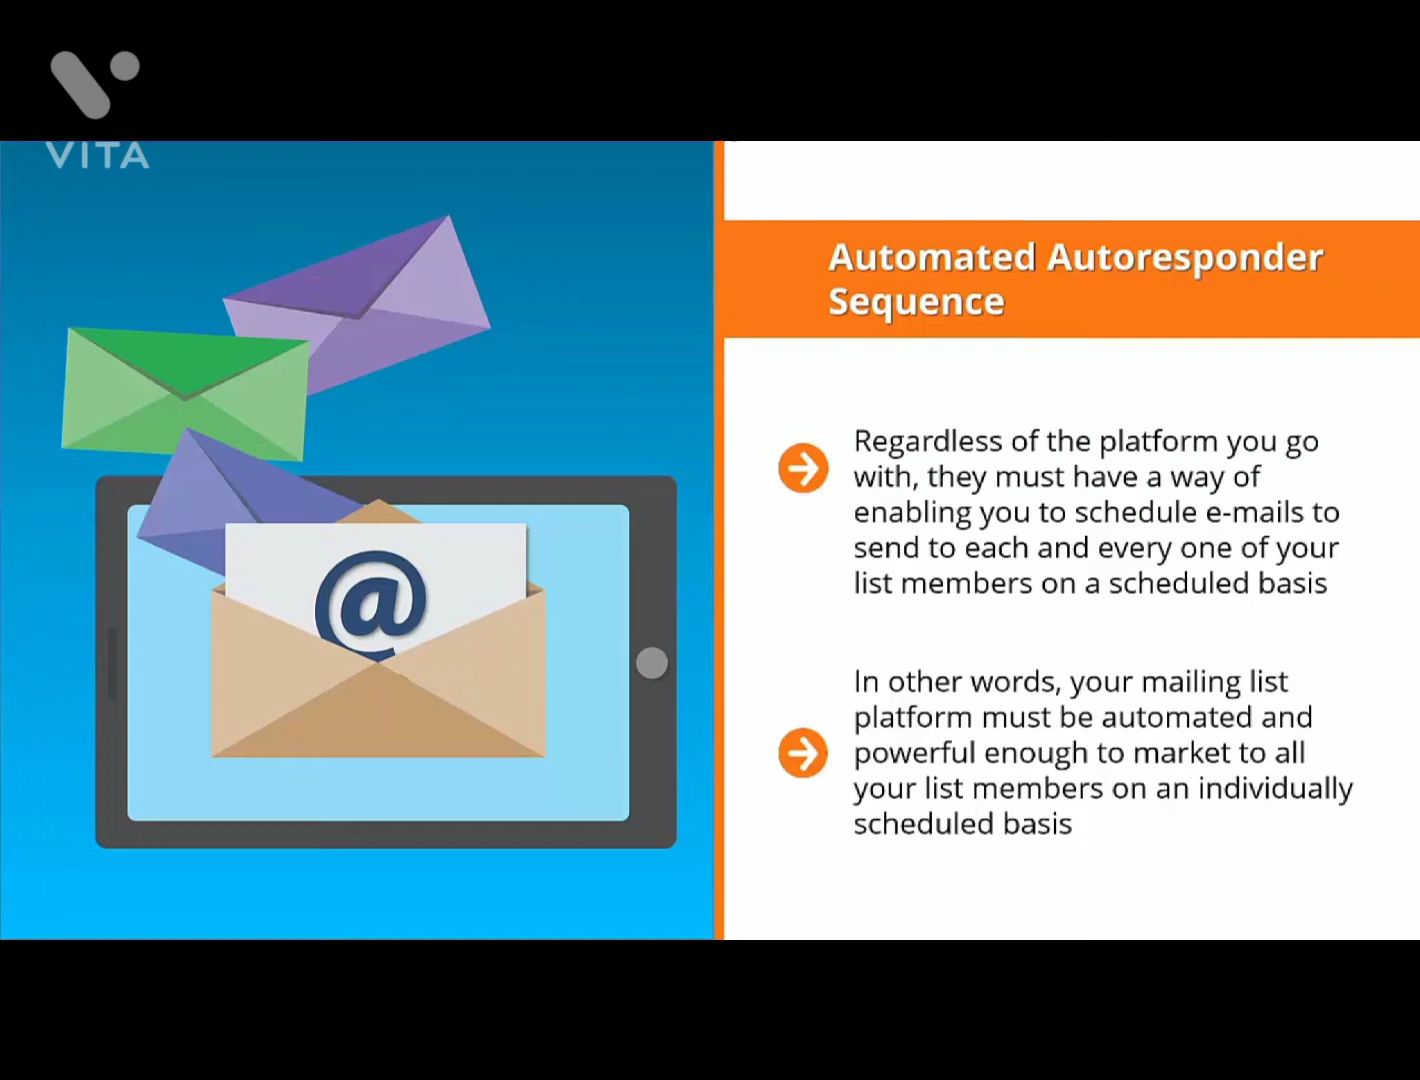 VITA
Automated Autoresponder
Sequence
Regardless of the platform you go
with, they must have a way of
enabling you to schedule e-mails to
send to each and every one of your
list members on a scheduled basis
In other words, your mailing list
platform must be automated and
powerful enough to market to all
your list members on an individually
scheduled basis
@